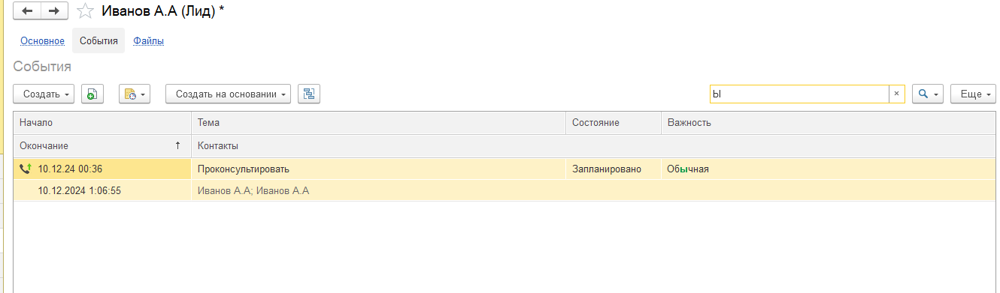 Иванов А.А (Лид) *
Основное События Файлы
События
Создать Создать на основании Ы × Еще
Начало Тема Состояние Важность
Окончание ↑ Контакты
10.12.24 00:36 Проконсультировать Запланировано Обычная
10.12.2024 1:06:55 Иванов А.А; Иванов А.А